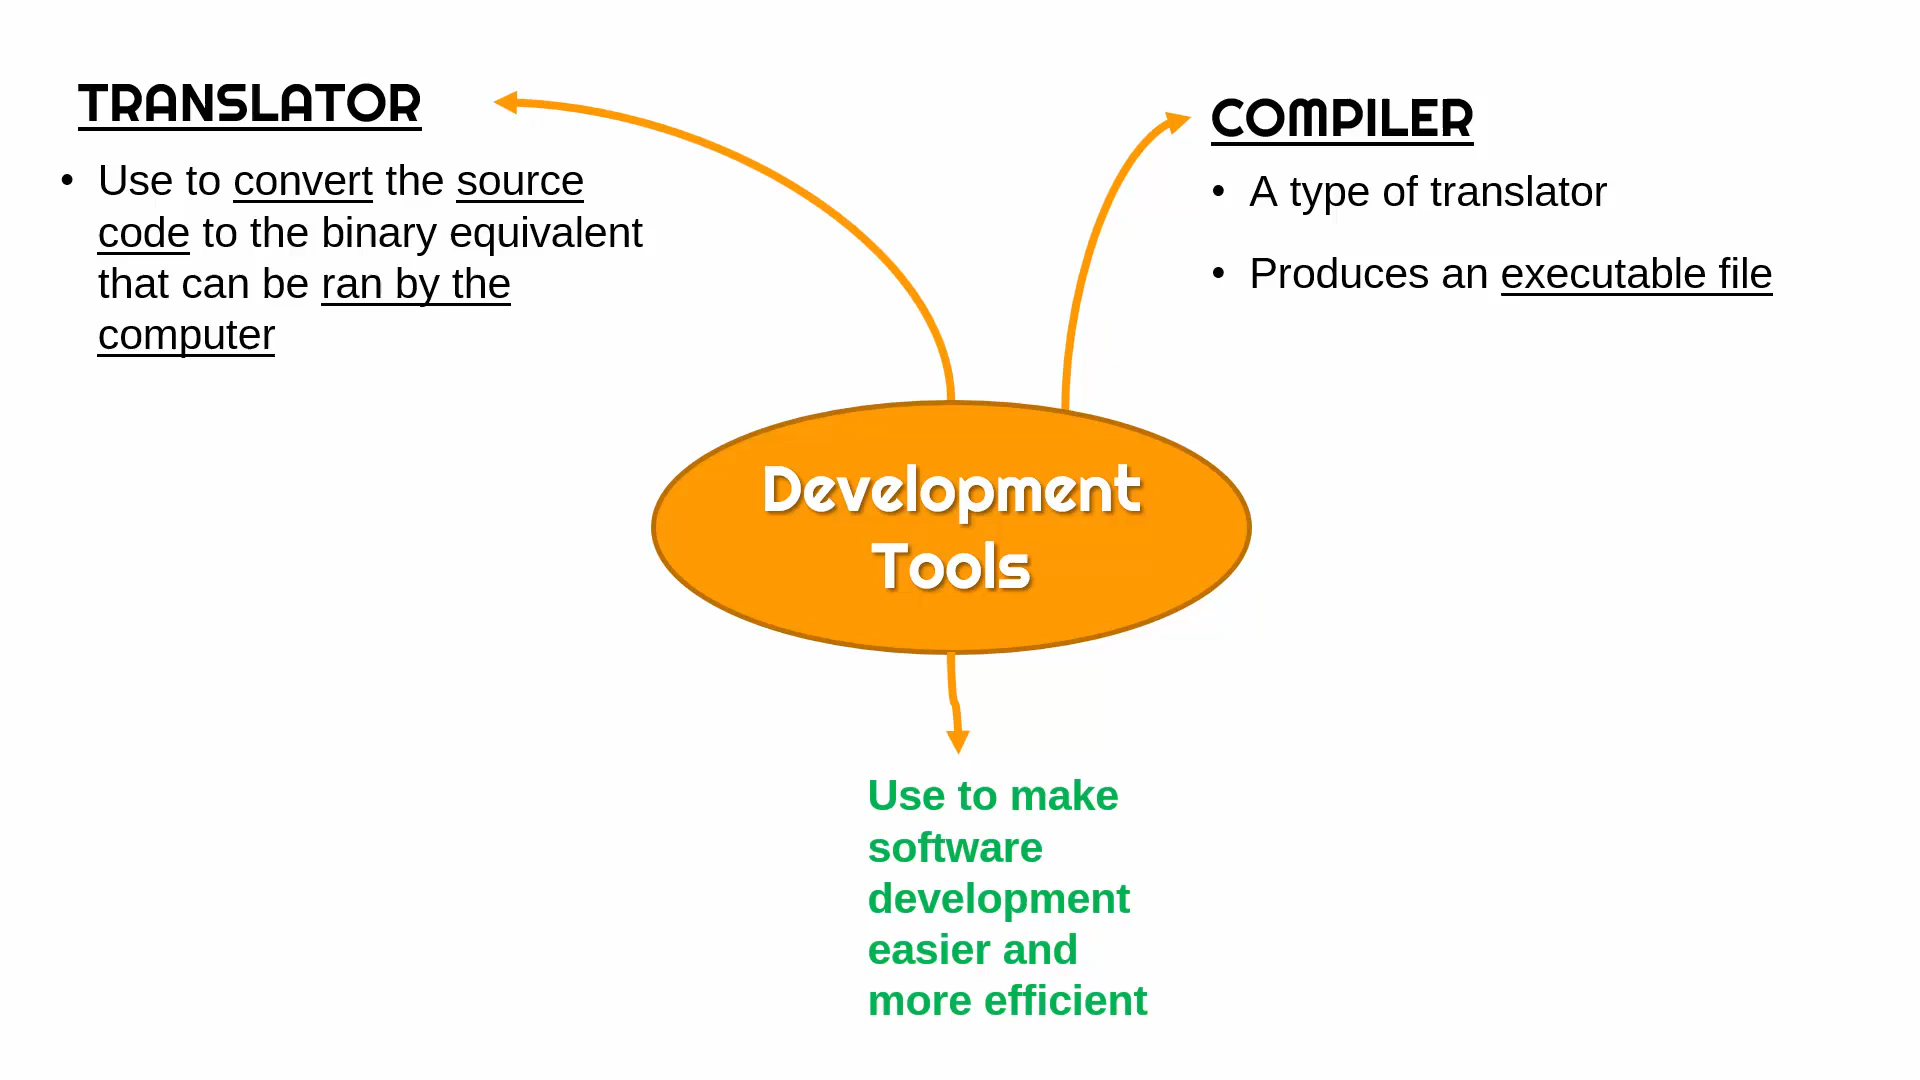 TRANSLATOR
• Use to convert the source
code to the binary equivalent
that can be ran by the
computer
COMPILER
• A type of translator
• Produces an executable file
Development
Tools
Use to make
software
development
easier and
more efficient